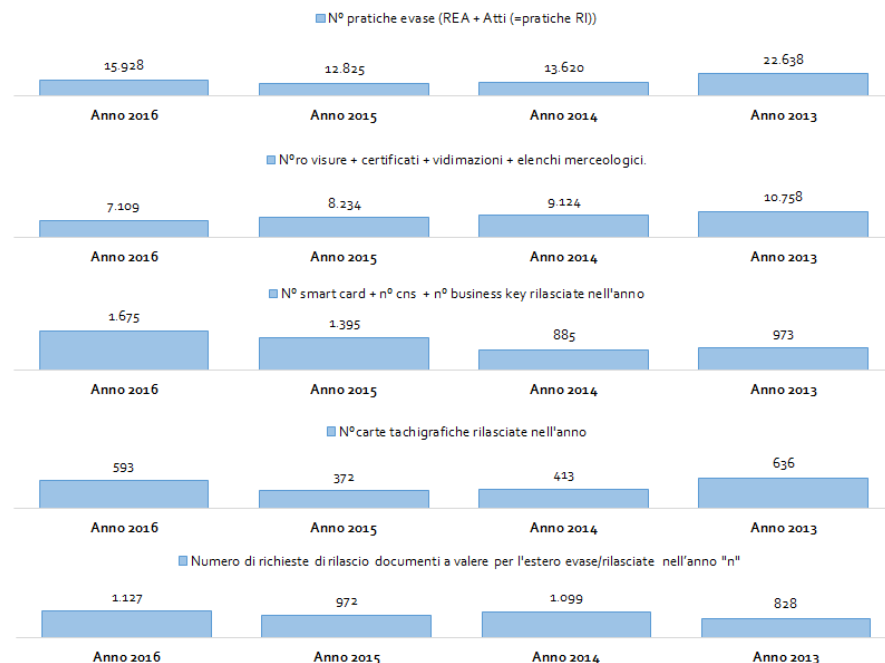 Nº pratiche evase (REA + Atti (=pratiche RI))
15.928 12.825 13.620 22.638
Anno 2016 Anno 2015 Anno 2014 Anno 2013
Nºro visure + certificati + vidimazioni + elenchi merceologici.
7.109 8.234 9.124 10.758
Anno 2016 Anno 2015 Anno 2014 Anno 2013
Nº smart card + nº cns + nº business key rilasciate nell'anno
1.675 1.395 885 973
Anno 2016 Anno 2015 Anno 2014 Anno 2013
Nºcarte tachigrafiche rilasciate nell'anno
593 372 413 636
Anno 2016 Anno 2015 Anno 2014 Anno 2013
Numero di richieste di rilascio documenti a valere per l'estero evase/rilasciate nell'anno "n"
1.127 972 1.099 828
Anno 2016 Anno 2015 Anno 2014 Anno 2013